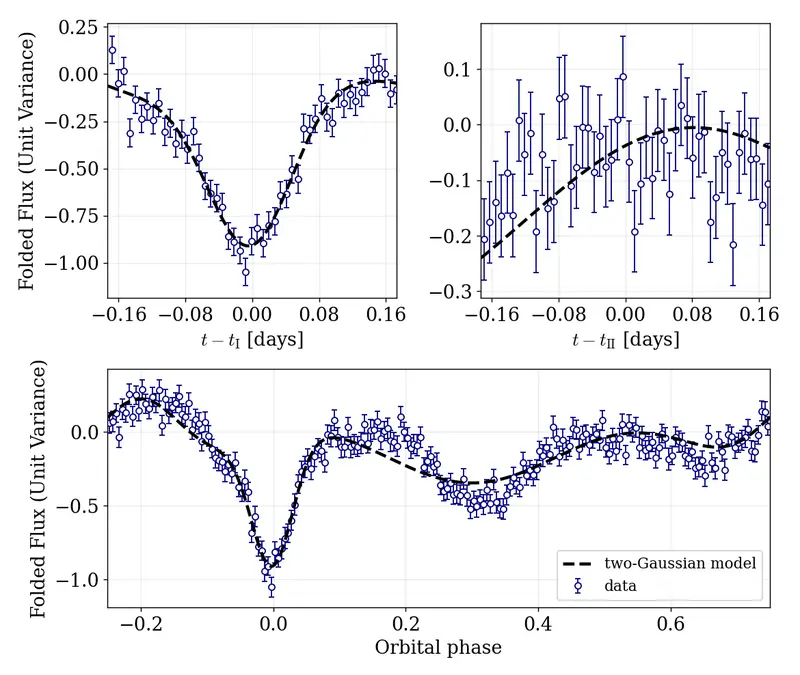 Folded Flux (Unit Variance)
0.25
0.00
−0.25
−0.50
−0.75
−1.00
−0.16 −0.08 0.00 0.08 0.16
t − tI [days]
0.1
0.0
−0.1
−0.2
−0.3
−0.16 −0.08 0.00 0.08 0.16
t − tII [days]
Folded Flux (Unit Variance)
0.0
−0.5
−1.0
two-Gaussian model
data
−0.2 0.0 0.2 0.4 0.6
Orbital phase